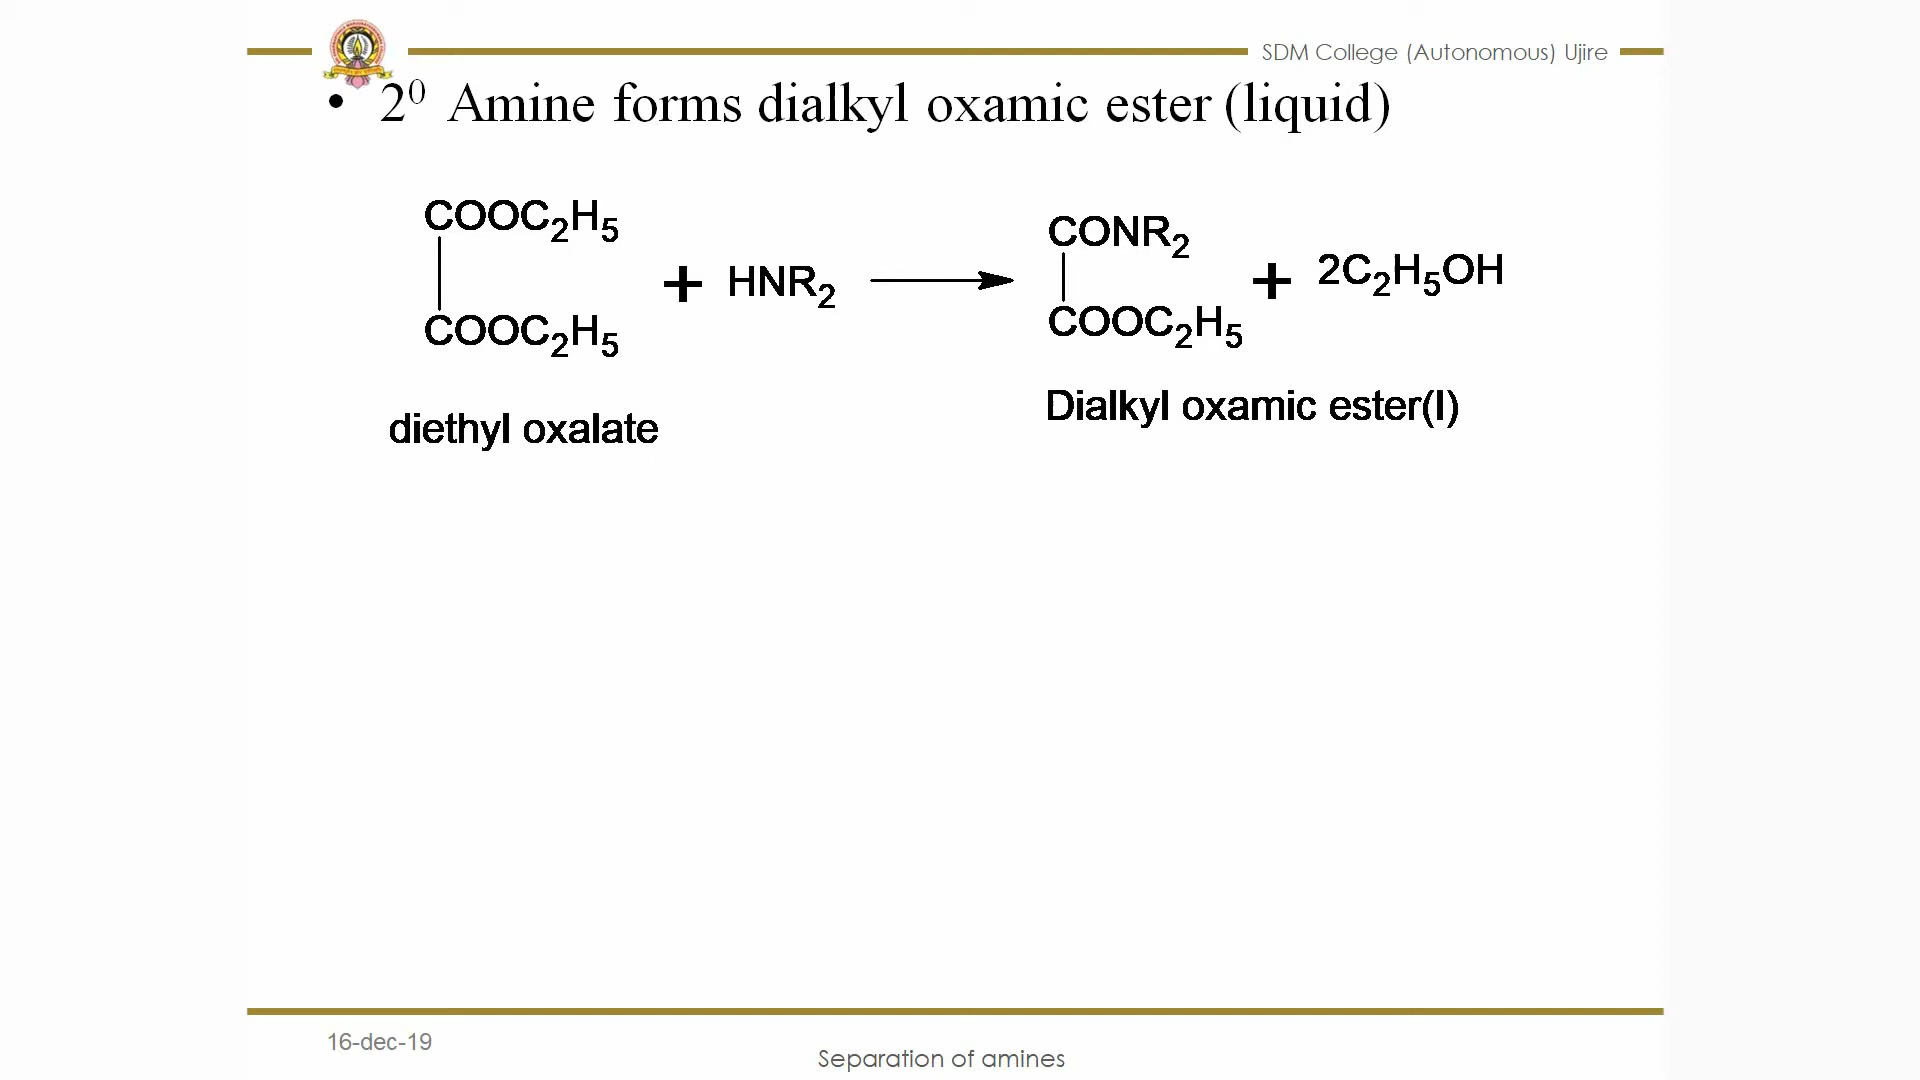 SDM College (Autonomous) Ujire
• 2⁰ Amine forms dialkyl oxamic ester (liquid)
COOC₂H₅
COOC₂H₅
+ HNR₂
CONR₂
COOC₂H₅
+ 2C₂H₅OH
diethyl oxalate
Dialkyl oxamic ester(l)
16-dec-19
Separation of amines